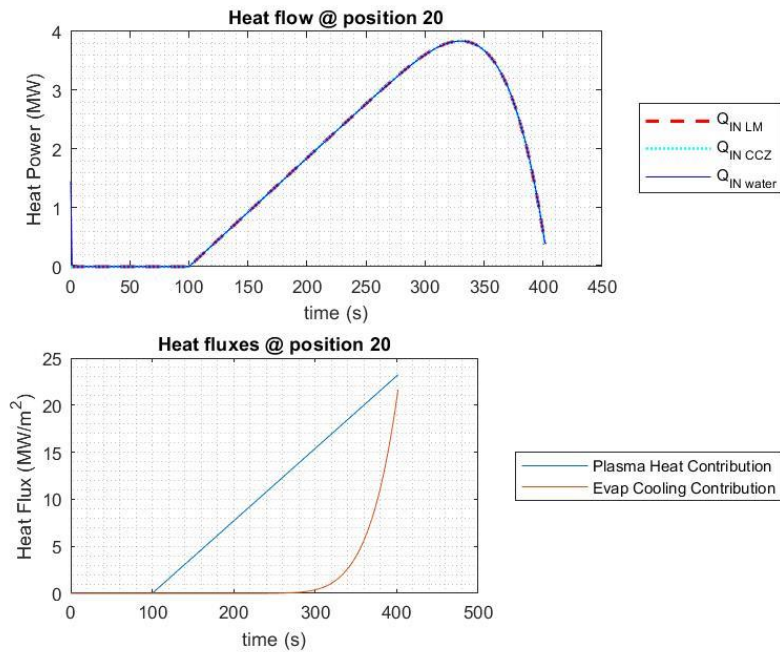 Heat flow @ position 20
4
3
2
1
0
Heat Power (MW)
0 50 100 150 200 250 300 350 400 450
time (s)
Q_IN LM
Q_IN CCZ
Q_IN water
Heat fluxes @ position 20
25
20
15
10
5
0
Heat Flux (MW/m²)
0 100 200 300 400 500
time (s)
Plasma Heat Contribution
Evap Cooling Contribution